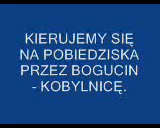 KIERUJEMY SIĘ
NA POBIEDZISKA
PRZEZ BOGUCIN
- KOBYLNICĘ.